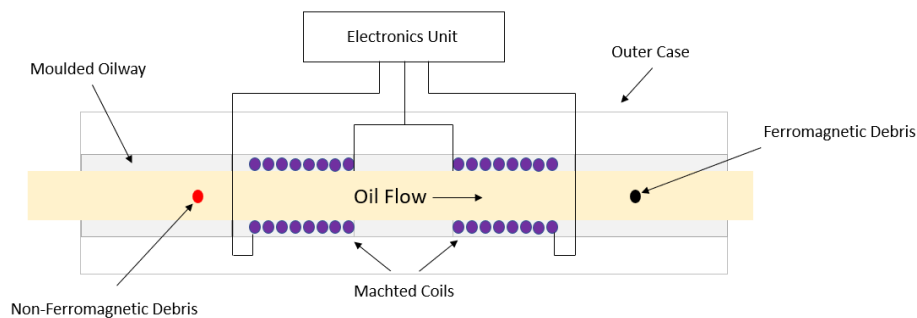 Electronics Unit
Outer Case
Moulded Oilway
Ferromagnetic Debris
Oil Flow
Machted Coils
Non-Ferromagnetic Debris